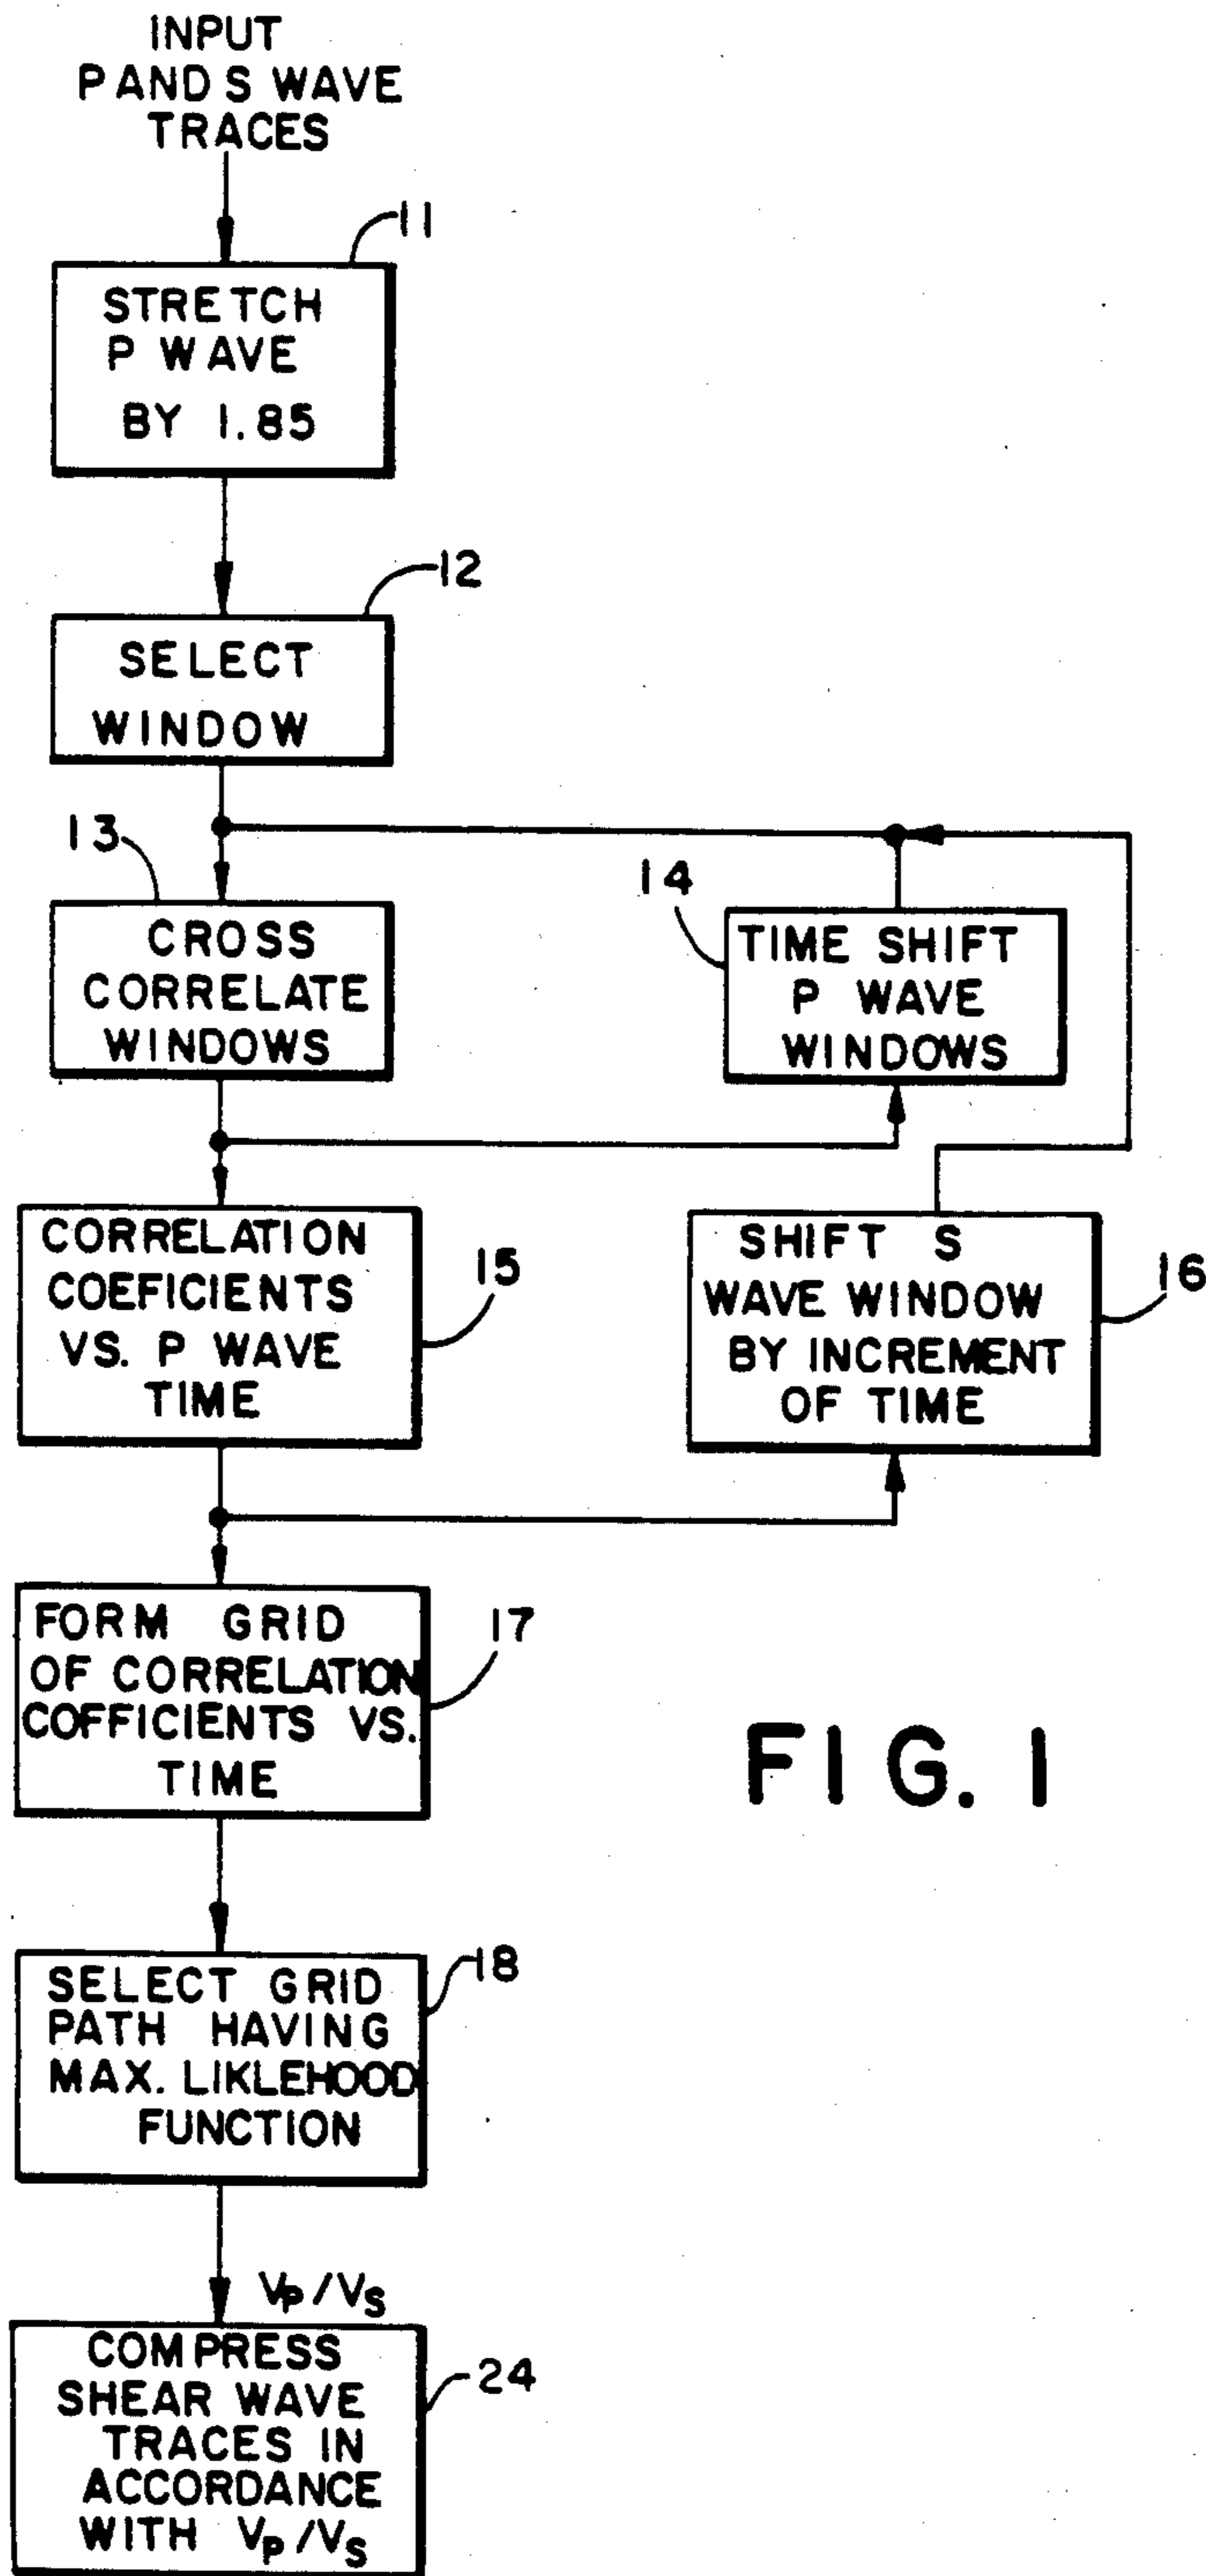 INPUT
P AND S WAVE
TRACES
11
STRETCH
P WAVE
BY 1.85
12
SELECT
WINDOW
13
CROSS
CORRELATE
WINDOWS
14
TIME SHIFT
P WAVE
WINDOWS
CORRELATION
COEFICIENTS
VS. P WAVE
TIME
15
SHIFT S
WAVE WINDOW
BY INCREMENT
OF TIME
16
FORM GRID
OF CORRELATION
COFFICIENTS VS.
TIME
17
FIG. 1
SELECT GRID
PATH HAVING
MAX. LIKLEHOOD
FUNCTION
18
VP/VS
COMPRESS
SHEAR WAVE
TRACES IN
ACCORDANCE
WITH VP/VS
24